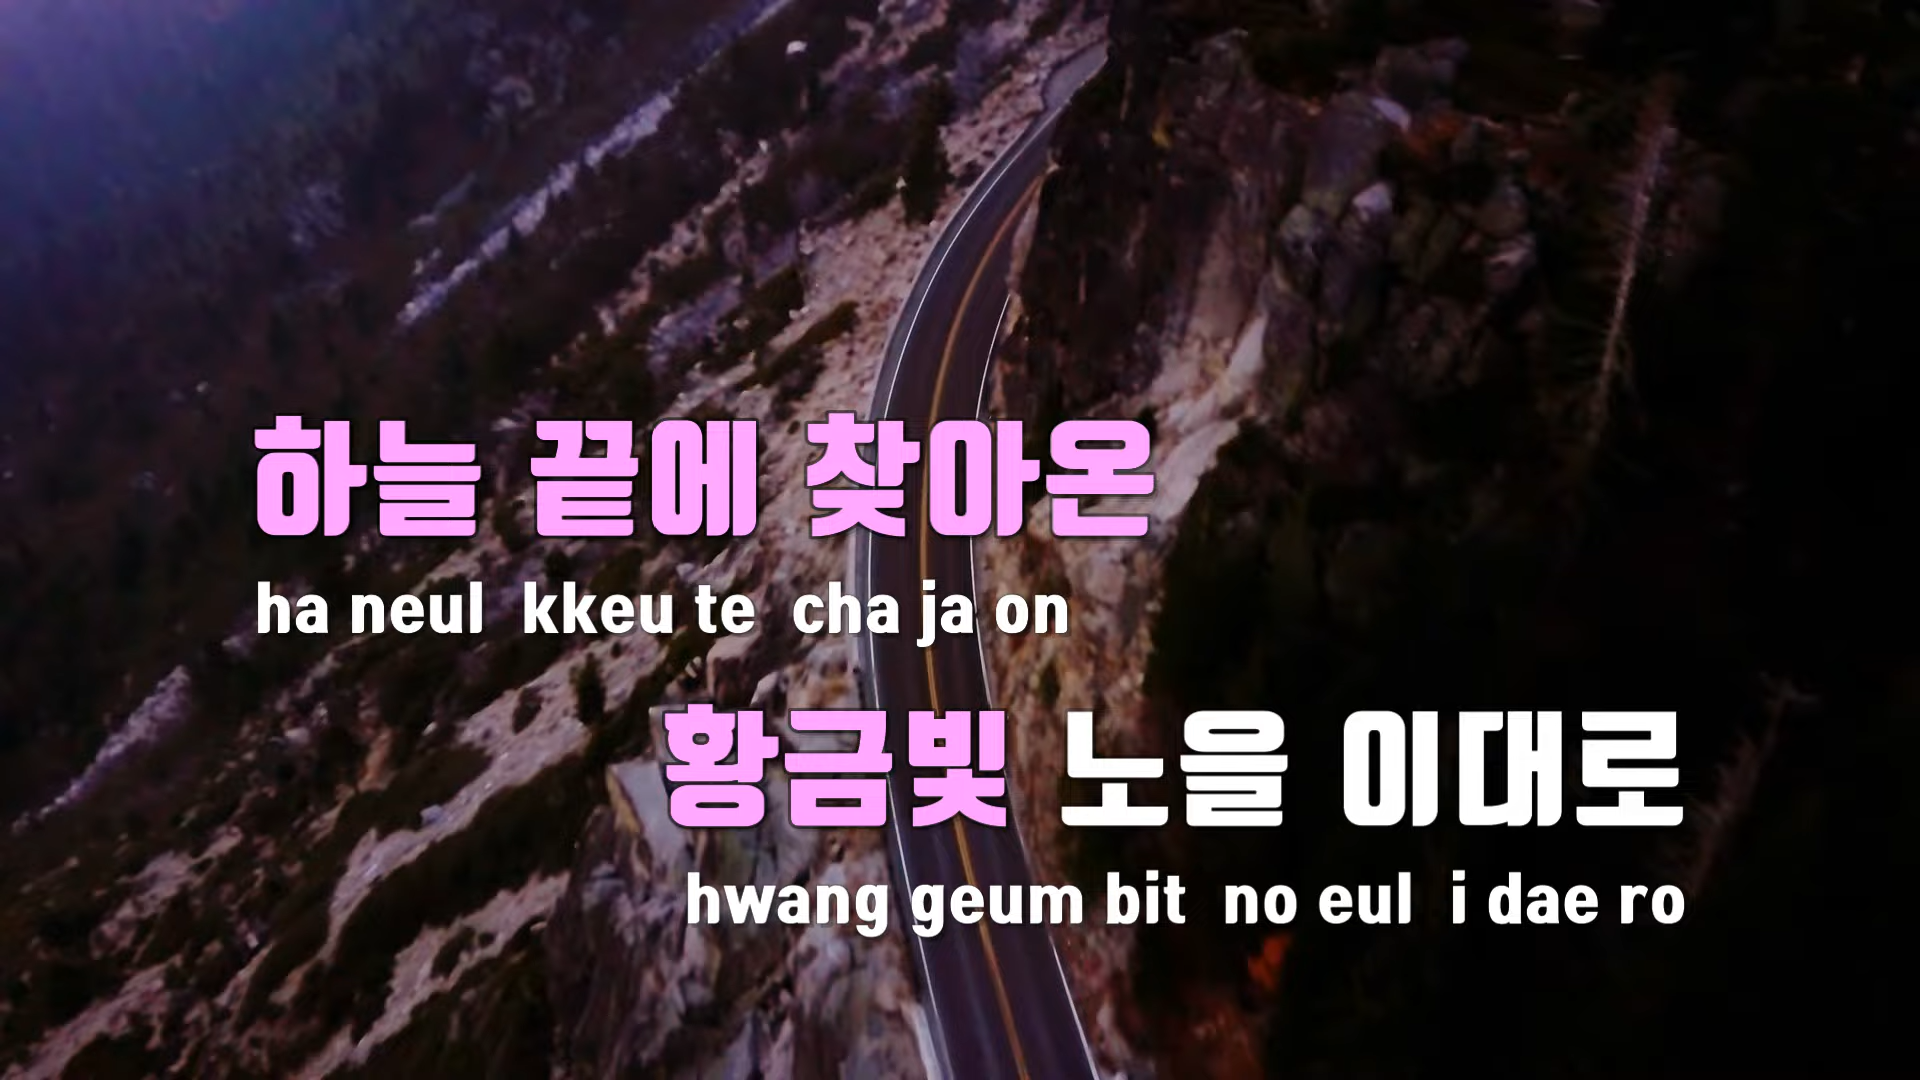 하늘 끝에 찾아온
ha neul kkeu te cha ja on
황금빛 노을 이대로
hwang geum bit no eul i dae ro